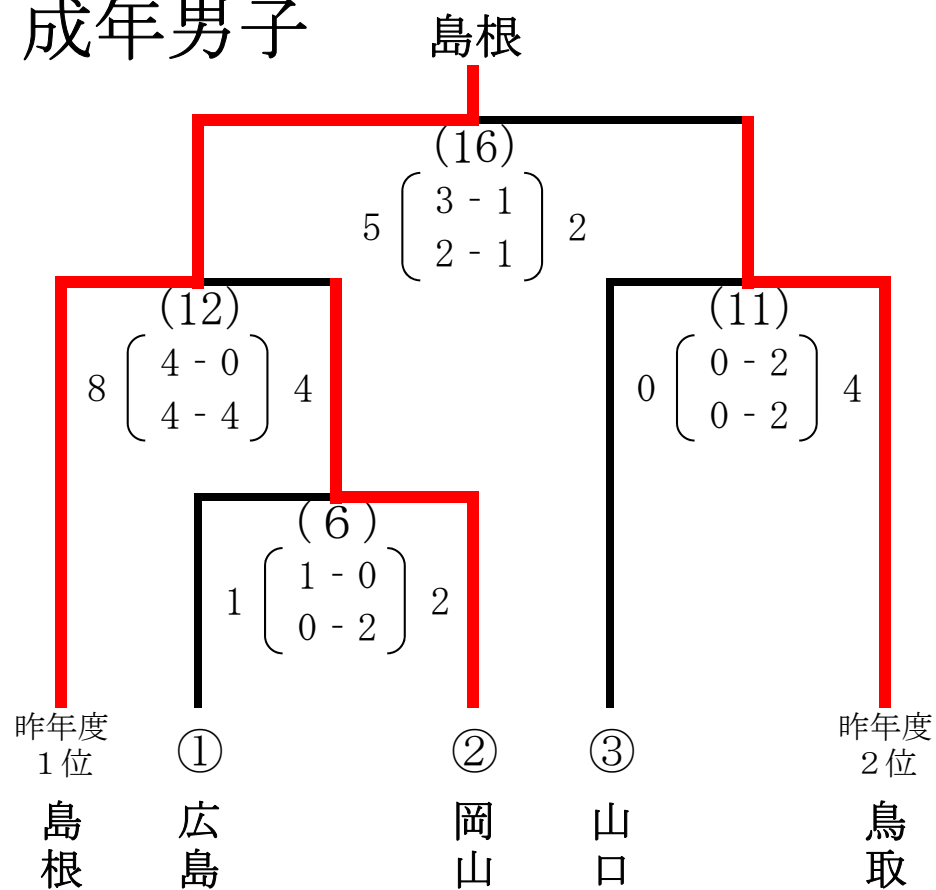 成年男子
島根
(16)
5 3 - 1 2
2 - 1
(12)
8 4 - 0 4
4 - 4
(11)
0 0 - 2 4
0 - 2
(6)
1 1 - 0 2
0 - 2
昨年度
1位
島根
①
広島
②
岡山
③
山口
昨年度
2位
鳥取